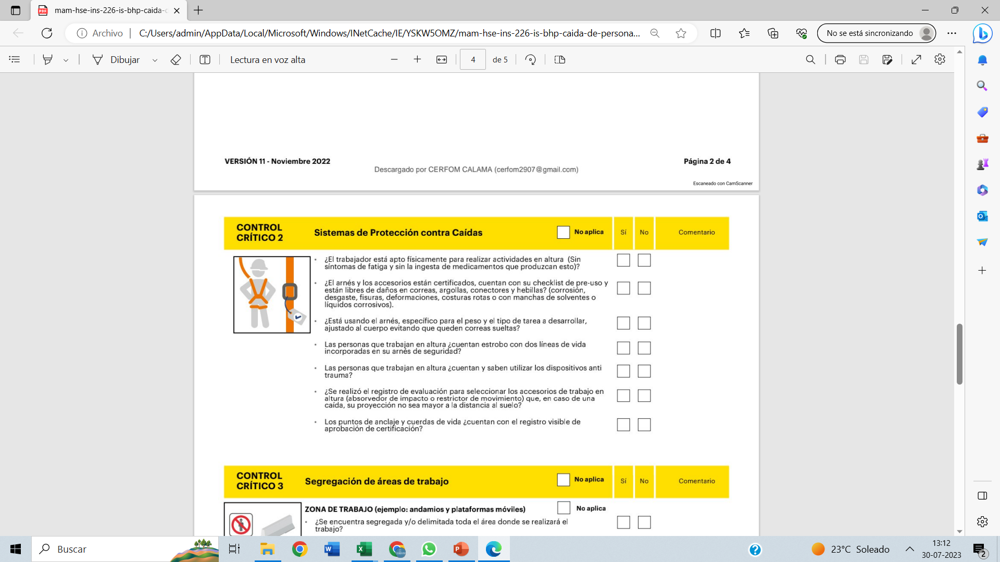 mam-hse-ins-226-is-bhp-caida-c
Archivo
C:/Users/admin/AppData/Local/Microsoft/Windows/INetCache/IE/YSKW5OMZ/mam-hse-ins-226-is-bhp-caida-de-persona...
No se está sincronizando
Dibujar
Lectura en voz alta
4
de 5
VERSIÓN 11 - Noviembre 2022
Página 2 de 4
Descargado por CERFOM CALAMA (cerfom2907@gmail.com)
Escaneado con CamScanner
CONTROL
CRÍTICO 2
Sistemas de Protección contra Caídas
No aplica
Sí
No
Comentario
• ¿El trabajador está apto físicamente para realizar actividades en altura (Sin
síntomas de fatiga y sin la ingesta de medicamentos que produzcan esto)?
• ¿El arnés y los accesorios están certificados, cuentan con su checklist de pre-uso y
están libres de daños en correas, argollas, conectores y hebillas? (corrosión,
desgaste, fisuras, deformaciones, costuras rotas o con manchas de solventes o
líquidos corrosivos).
• ¿Está usando el arnés, específico para el peso y el tipo de tarea a desarrollar,
ajustado al cuerpo evitando que queden correas sueltas?
• Las personas que trabajan en altura ¿cuentan estrobo con dos líneas de vida
incorporadas en su arnés de seguridad?
• Las personas que trabajan en altura ¿cuentan y saben utilizar los dispositivos anti
trauma?
• ¿Se realizó el registro de evaluación para seleccionar los accesorios de trabajo en
altura (absorvedor de impacto o restrictor de movimiento) que, en caso de una
caída, su proyección no sea mayor a la distancia al suelo?
• Los puntos de anclaje y cuerdas de vida ¿cuentan con el registro visible de
aprobación de certificación?
CONTROL
CRÍTICO 3
Segregación de áreas de trabajo
No aplica
Sí
No
Comentario
ZONA DE TRABAJO (ejemplo: andamios y plataformas móviles)
No aplica
• ¿Se encuentra segregada y/o delimitada toda el área donde se realizará el
trabajo?
Buscar
23°C Soleado
13:12
30-07-2023
2